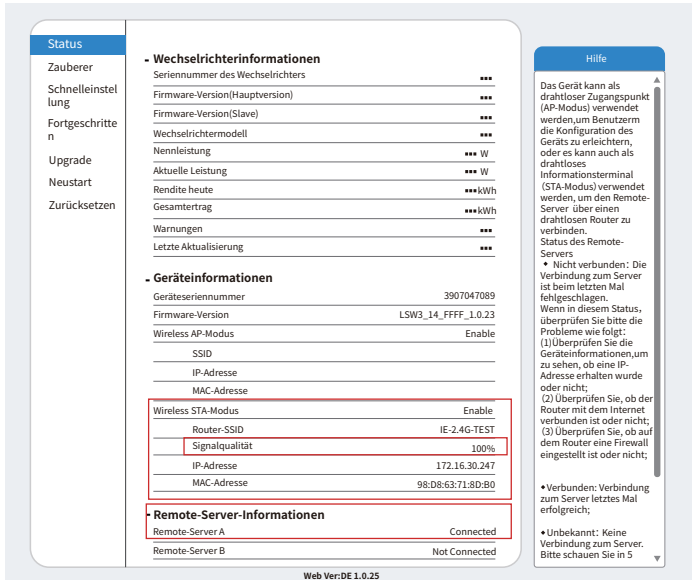 Status
Zauberer
Schnelleinstel
lung
Fortgeschritte
n
Upgrade
Neustart
Zurücksetzen
- Wechselrichterinformationen
Seriennummer des Wechselrichters ---
Firmware-Version(Hauptversion) ---
Firmware-Version(Slave) ---
Wechselrichtermodell ---
Nennleistung --- W
Aktuelle Leistung --- W
Rendite heute --- kWh
Gesamtertrag --- kWh
Warnungen ---
Letzte Aktualisierung ---
- Geräteinformationen
Geräteseriennummer 3907047089
Firmware-Version LSW3_14_FFFF_1.0.23
Wireless AP-Modus Enable
SSID
IP-Adresse
MAC-Adresse
Wireless STA-Modus Enable
Router-SSID IE-2.4G-TEST
Signalqualität 100%
IP-Adresse 172.16.30.247
MAC-Adresse 98:D8:63:71:8D:B0
- Remote-Server-Informationen
Remote-Server A Connected
Remote-Server B Not Connected
Hilfe
Das Gerät kann als
drahtloser Zugangspunkt
(AP-Modus) verwendet
werden,um Benutzerm
die Konfiguration des
Geräts zu erleichtern,
oder es kann auch als
drahtloses
Informationsterminal
(STA-Modus) verwendet
werden, um den Remote-
Server über einen
drahtlosen Router zu
verbinden.
Status des Remote-
Servers
◆ Nicht verbunden: Die
Verbindung zum Server
ist beim letzten Mal
fehlgeschlagen.
Wenn in diesem Status,
überprüfen Sie bitte die
Probleme wie folgt:
(1)Überprüfen Sie die
Geräteinformationen,um
zu sehen, ob eine IP-
Adresse erhalten wurde
oder nicht;
(2) Überprüfen Sie, ob der
Router mit dem Internet
verbunden ist oder nicht;
(3) Überprüfen Sie, ob auf
dem Router eine Firewall
eingestellt ist oder nicht;
◆Verbunden: Verbindung
zum Server letztes Mal
erfolgreich;
◆Unbekannt: Keine
Verbindung zum Server.
Bitte schauen Sie in 5
Web Ver:DE 1.0.25